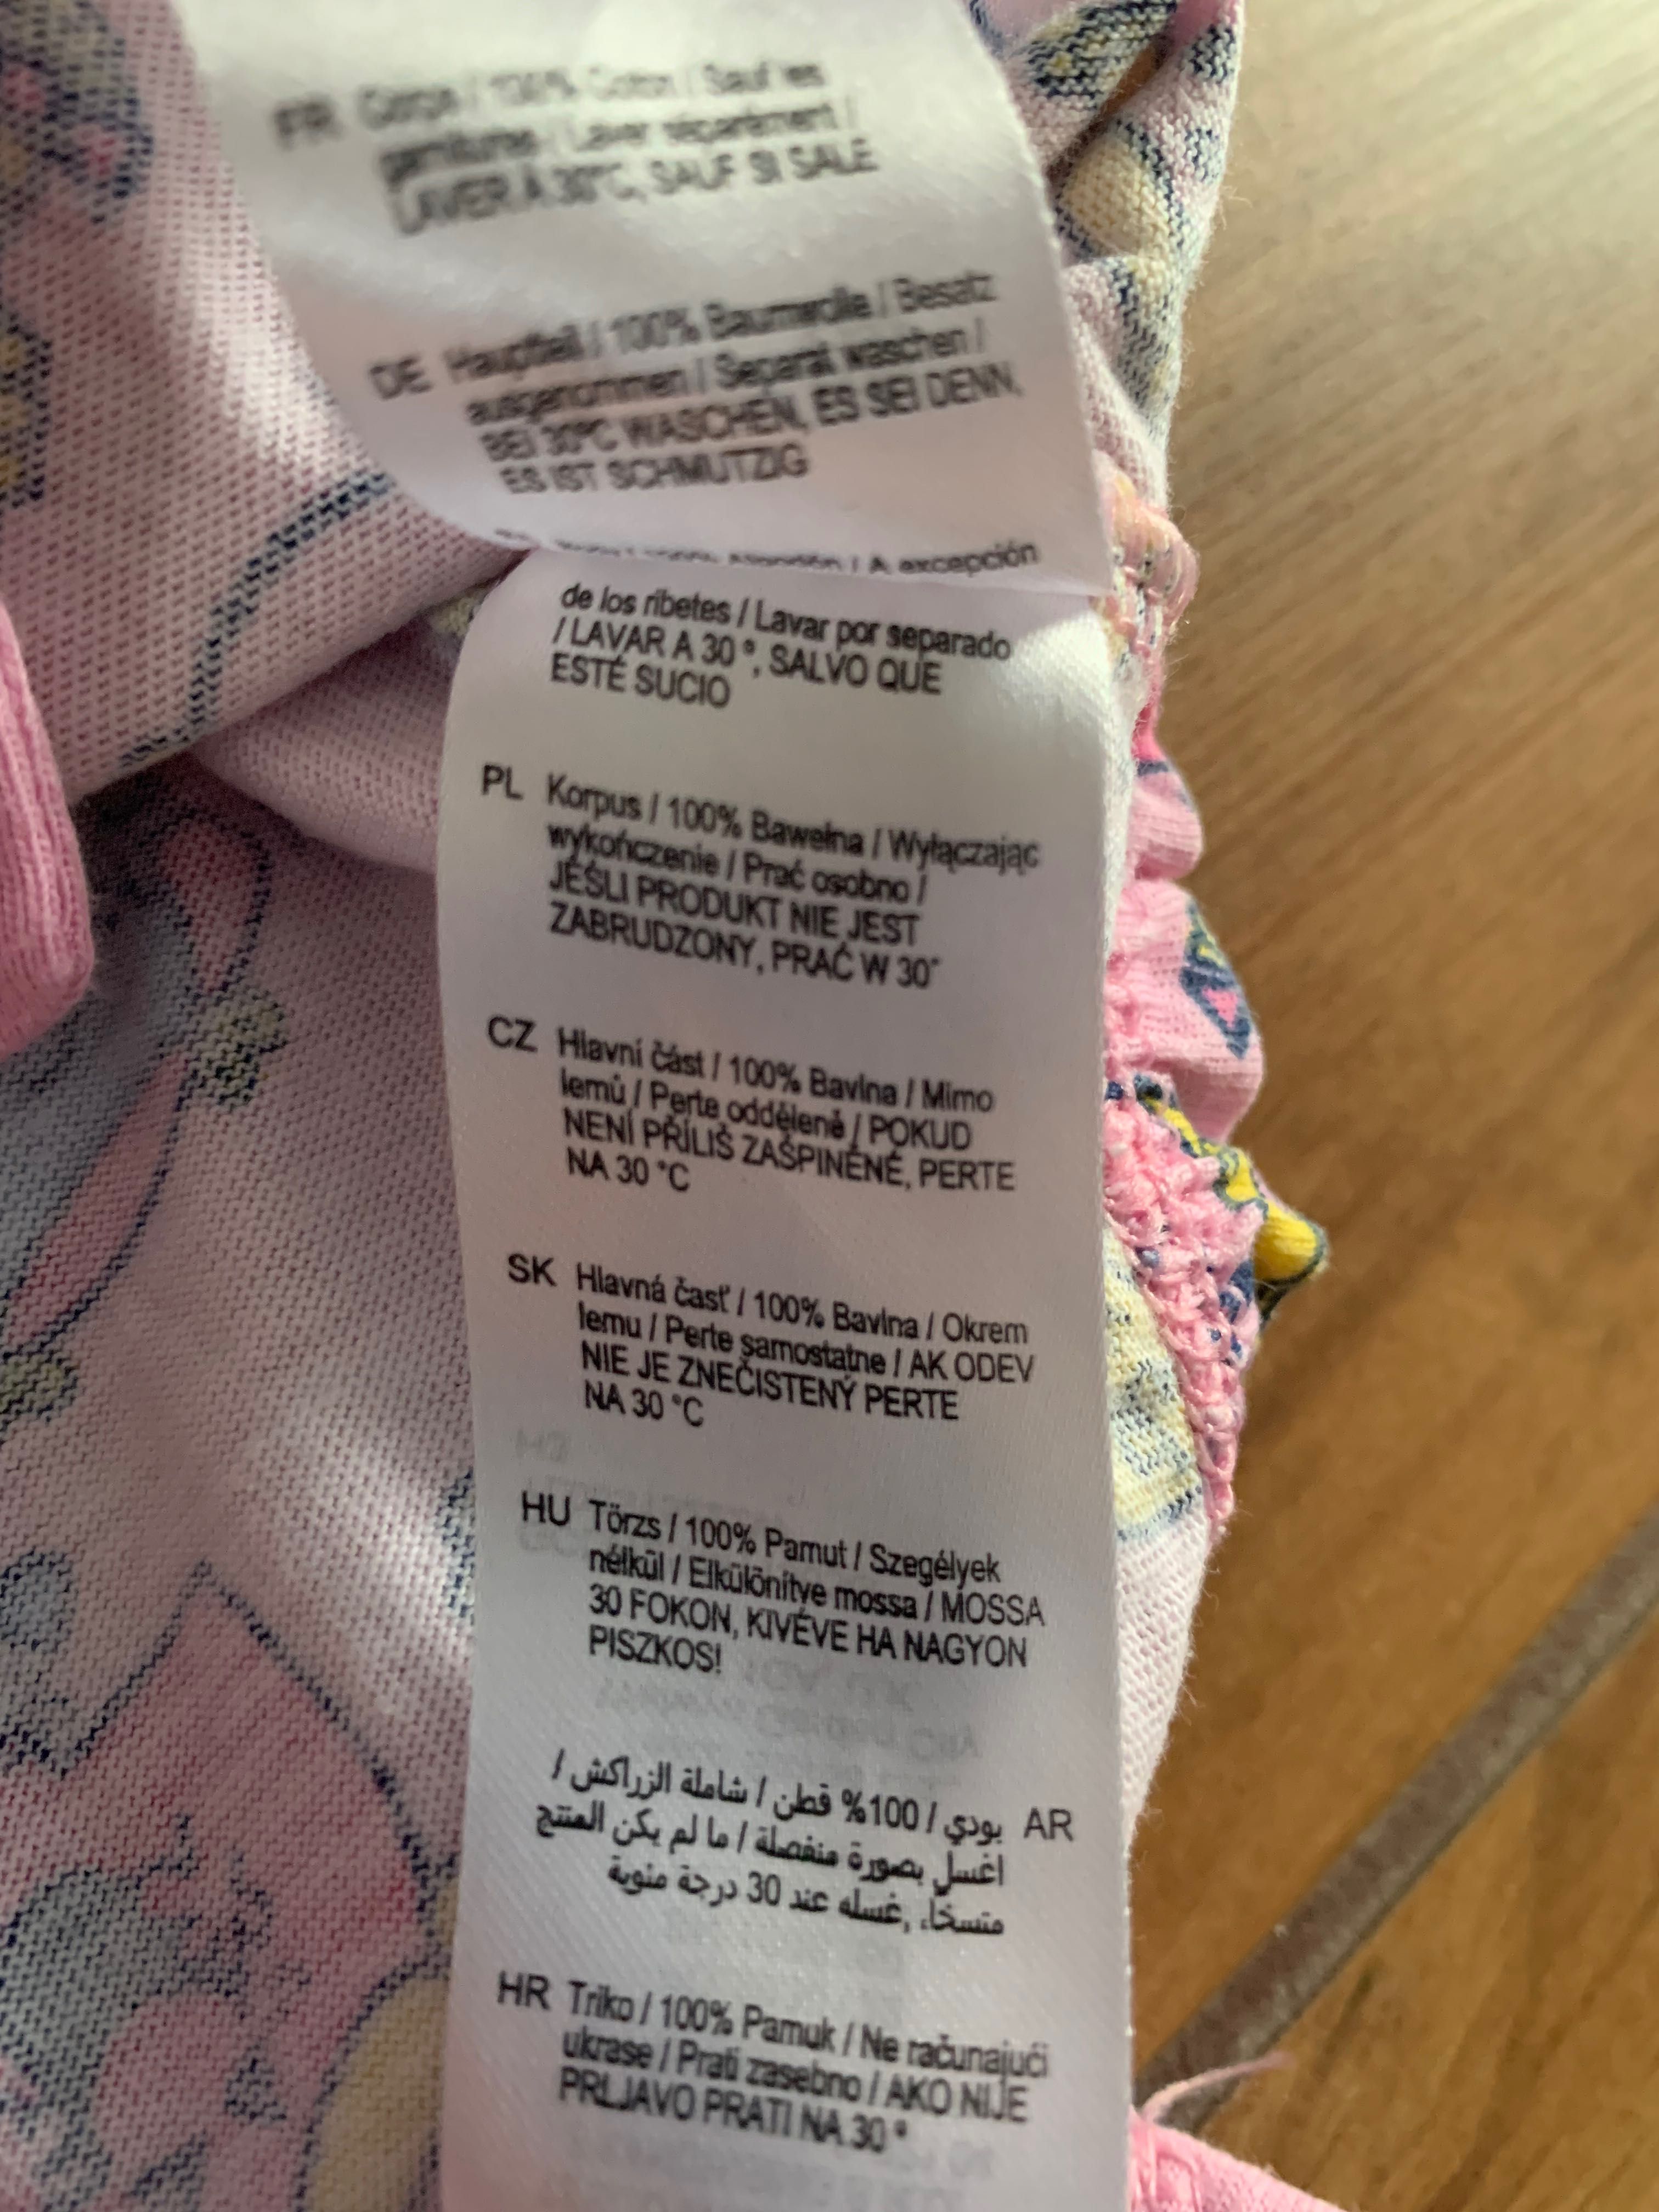 FR Corps / 100% Coton / Sauf les
garnitures / Laver séparément /
LAVER À 30°C, SAUF SI SALE
DE Hauptteil / 100% Baumwolle / Besatz
ausgenommen / Separat waschen /
BEI 30°C WASCHEN, ES SEI DENN,
ES IST SCHMUTZIG
Algodón / A excepción
de los ribetes / Lavar por separado
/ LAVAR A 30 °, SALVO QUE
ESTÉ SUCIO
PL Korpus / 100% Bawełna / Wyłączając
wykończenie / Prać osobno /
JEŚLI PRODUKT NIE JEST
ZABRUDZONY, PRAĆ W 30°
CZ Hlavní část / 100% Bavlna / Mimo
lemů / Perte odděleně / POKUD
NENÍ PŘÍLIŠ ZAŠPINĚNÉ, PERTE
NA 30 °C
SK Hlavná časť / 100% Bavlna / Okrem
lemu / Perte samostatne / AK ODEV
NIE JE ZNEČISTENÝ PERTE
NA 30 °C
HU Törzs / 100% Pamut / Szegélyek
nélkül / Elkülönítve mossa / MOSSA
30 FOKON, KIVÉVE HA NAGYON
PISZKOS!
AR بودي / 100% قطن / شاملة الزراكش /
اغسل بصورة منفصلة / ما لم يكن المنتج
متسخًا, غسله عند 30 درجة مئوية
HR Triko / 100% Pamuk / Ne računajući
ukrase / Prati zasebno / AKO NIJE
PRLJAVO PRATI NA 30 °